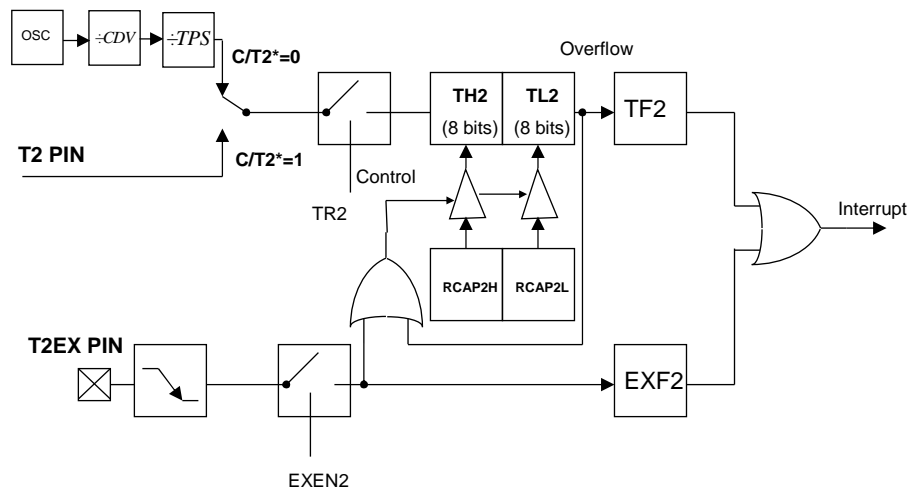 OSC
÷CDV
÷TPS
C/T2*=0
Overflow
TH2
(8 bits)
TL2
(8 bits)
TF2
T2 PIN
C/T2*=1
Control
TR2
Interrupt
RCAP2H
RCAP2L
T2EX PIN
EXF2
EXEN2